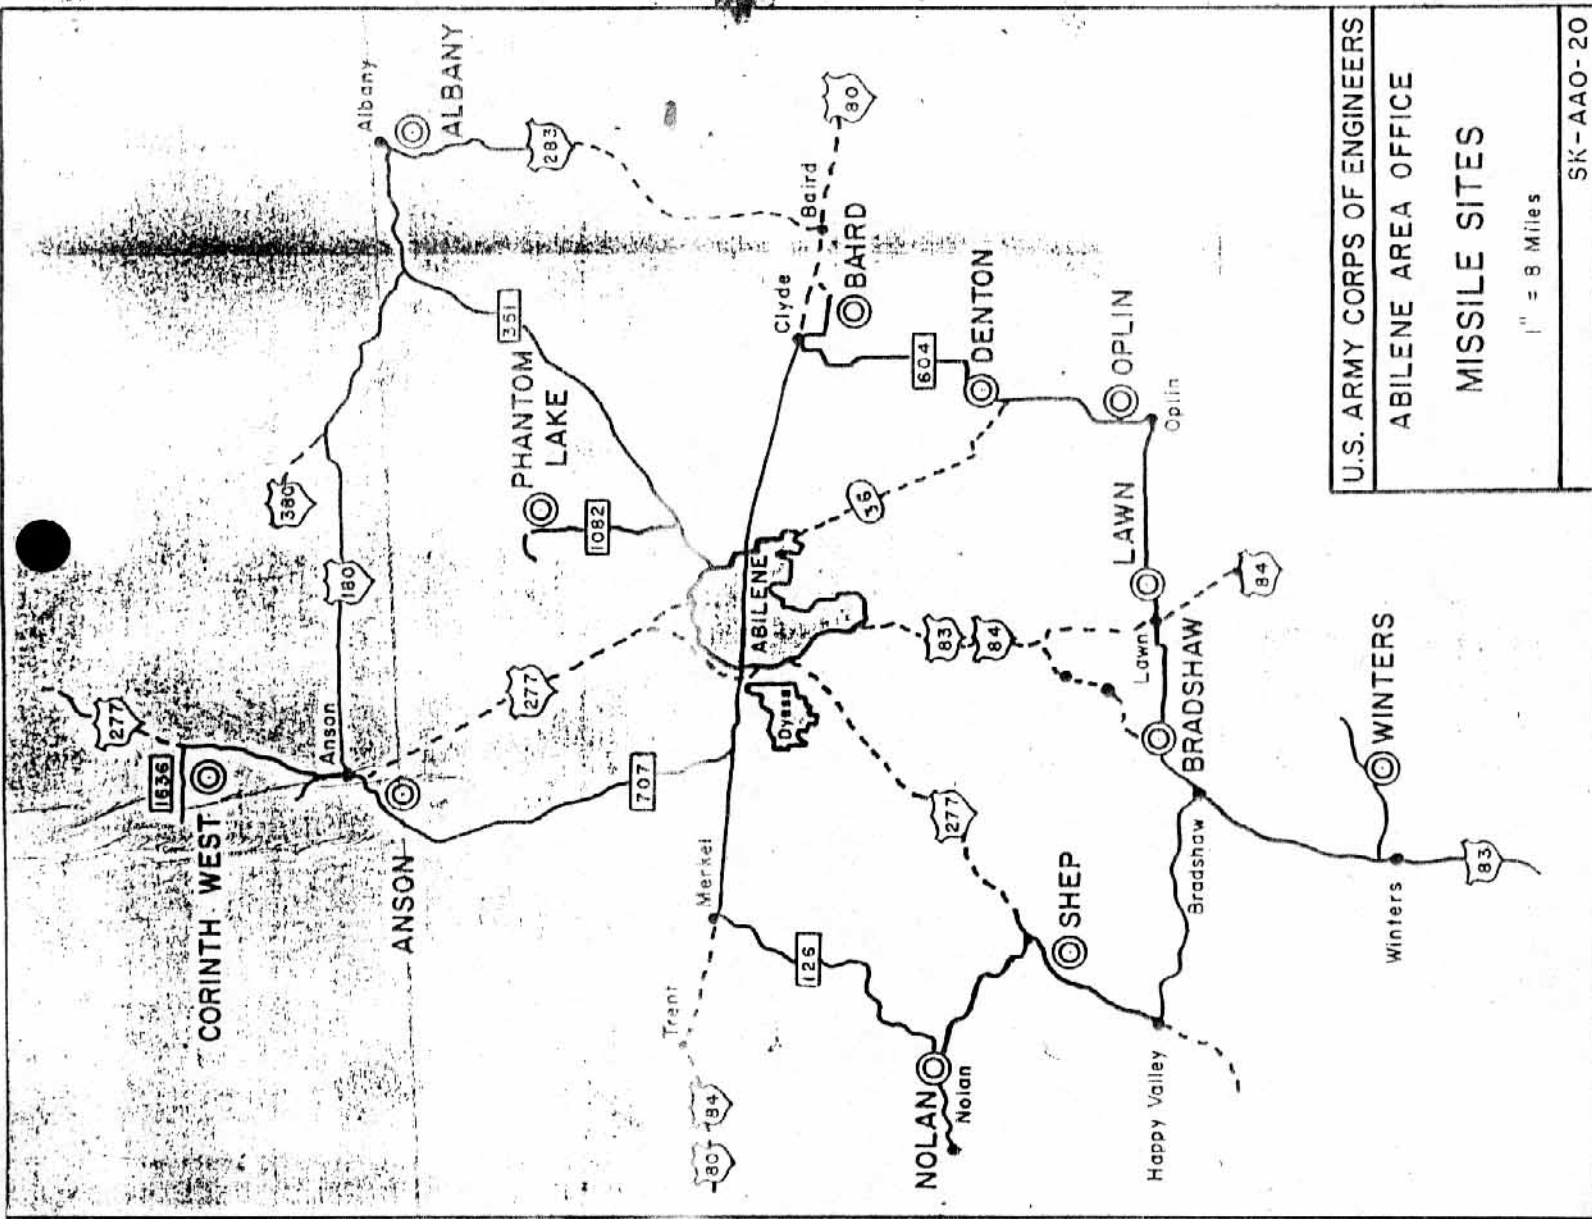 277
1636
CORINTH WEST
Anson
ANSON
180
380
Albany
ALBANY
283
351
PHANTOM
LAKE
1082
277
707
Merkel
Trent
80
84
ABILENE
Dyess
Clyde
Baird
BAIRD
80
604
DENTON
OPLIN
Oplin
36
83
84
LAWN
Lawn
84
BRADSHAW
Bradshaw
277
SHEP
126
NOLAN
Nolan
Happy Valley
WINTERS
Winters
83
U.S. ARMY CORPS OF ENGINEERS
ABILENE AREA OFFICE
MISSILE SITES
1" = 8 Miles
SK-AAO-20